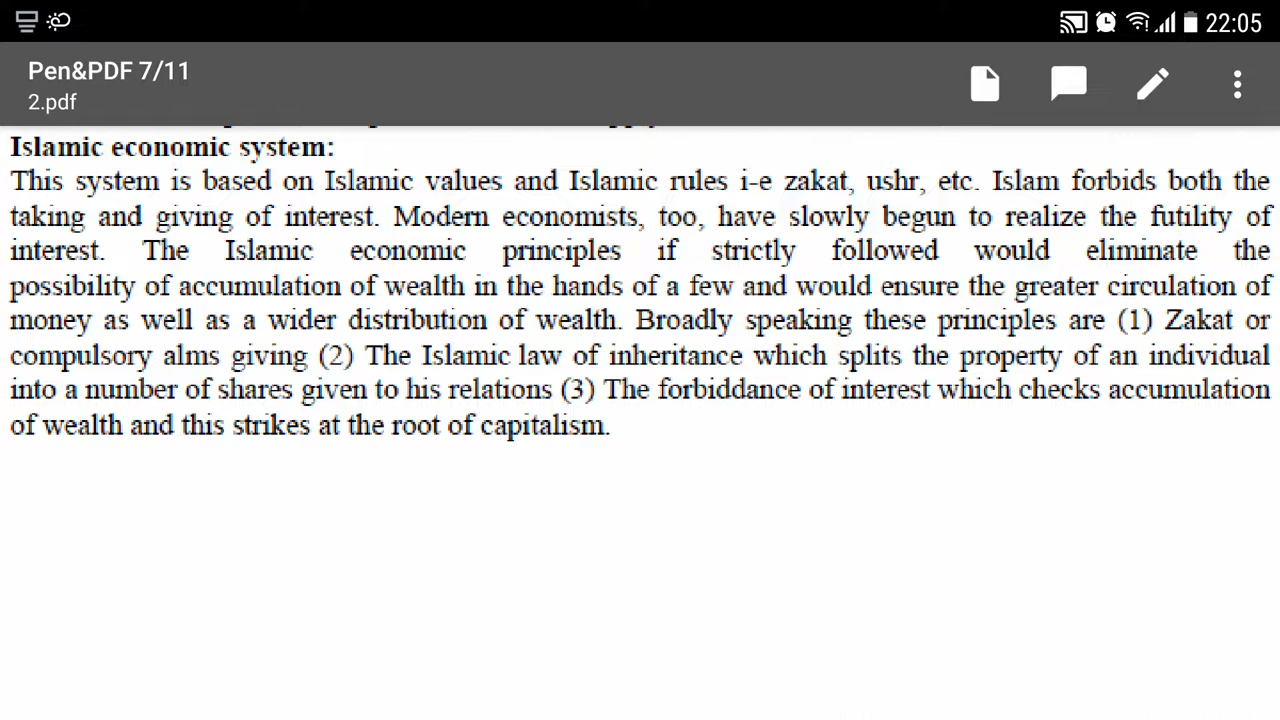 22:05
Pen&PDF 7/11
2.pdf
Islamic economic system:
This system is based on Islamic values and Islamic rules i-e zakat, ushr, etc. Islam forbids both the
taking and giving of interest. Modern economists, too, have slowly begun to realize the futility of
interest. The Islamic economic principles if strictly followed would eliminate the
possibility of accumulation of wealth in the hands of a few and would ensure the greater circulation of
money as well as a wider distribution of wealth. Broadly speaking these principles are (1) Zakat or
compulsory alms giving (2) The Islamic law of inheritance which splits the property of an individual
into a number of shares given to his relations (3) The forbiddance of interest which checks accumulation
of wealth and this strikes at the root of capitalism.